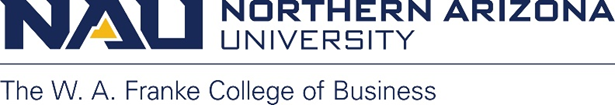 NAU NORTHERN ARIZONA
UNIVERSITY
The W. A. Franke College of Business